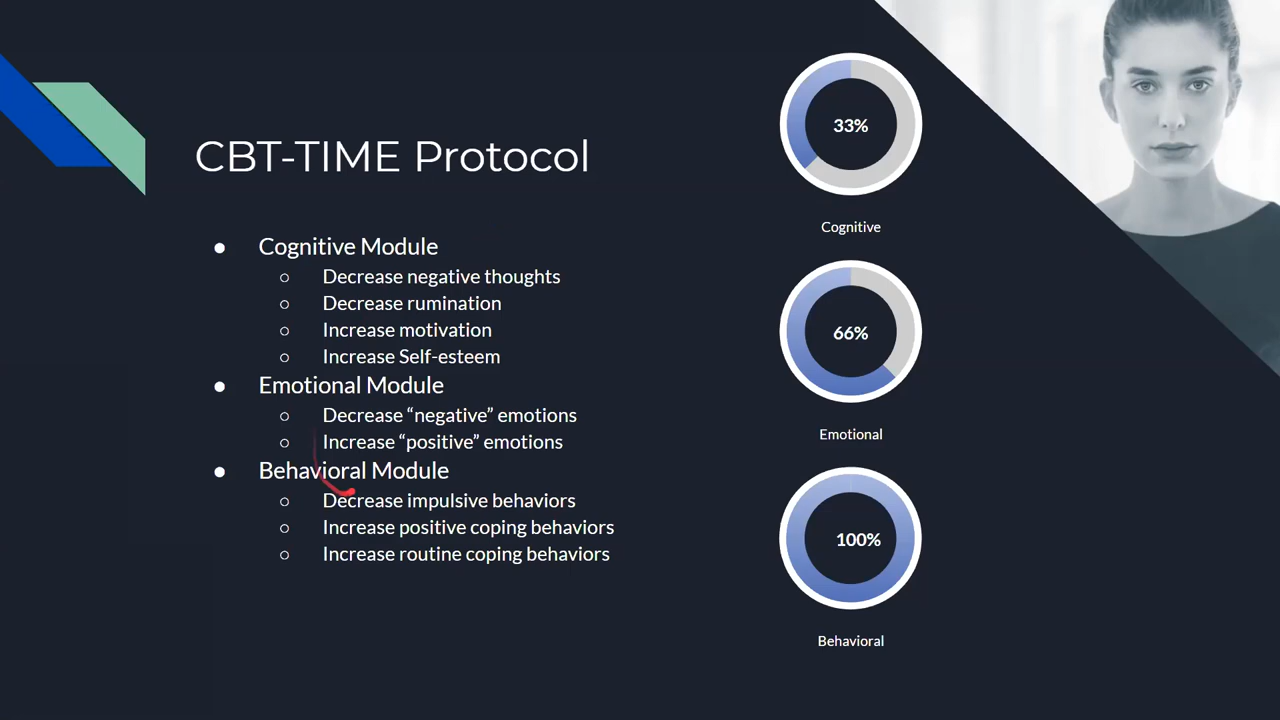 CBT-TIME Protocol
● Cognitive Module
○ Decrease negative thoughts
○ Decrease rumination
○ Increase motivation
○ Increase Self-esteem
● Emotional Module
○ Decrease “negative” emotions
○ Increase “positive” emotions
● Behavioral Module
○ Decrease impulsive behaviors
○ Increase positive coping behaviors
○ Increase routine coping behaviors
33%
Cognitive
66%
Emotional
100%
Behavioral